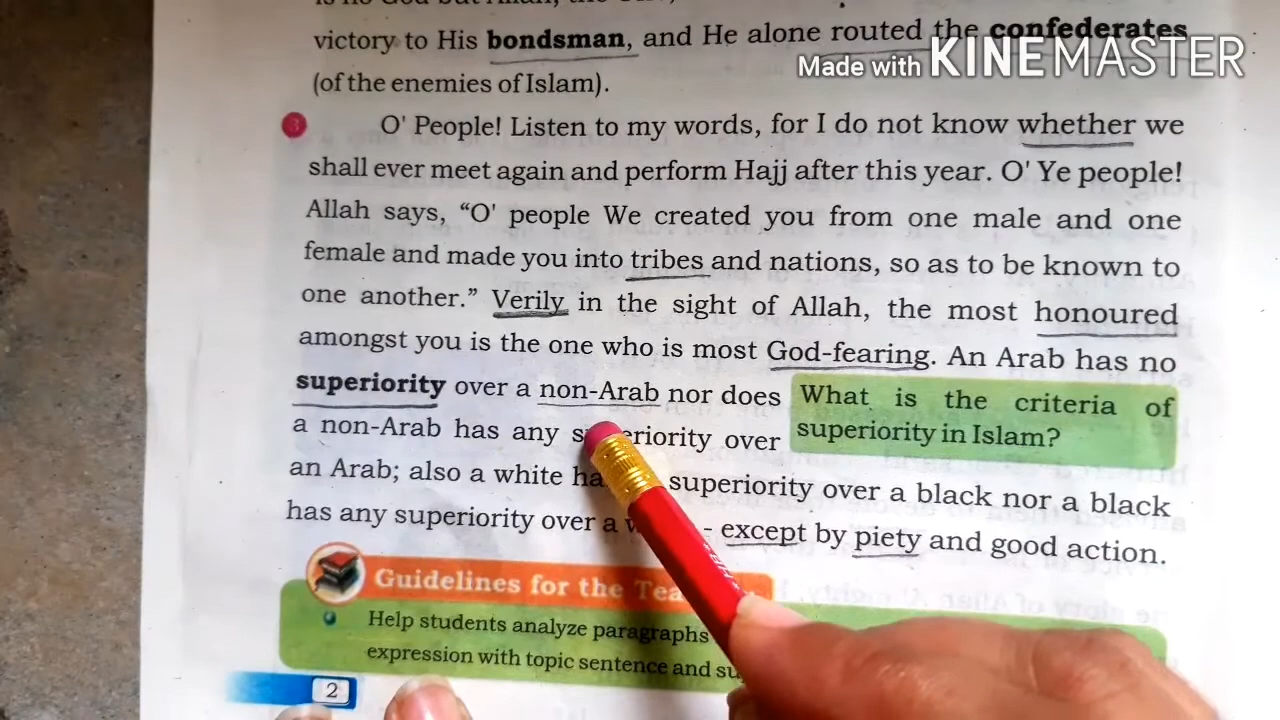 victory to His bondsman, and He alone routed the confederates
Made with KINEMASTER
(of the enemies of Islam).
3 O' People! Listen to my words, for I do not know whether we
shall ever meet again and perform Hajj after this year. O' Ye people!
Allah says, “O' people We created you from one male and one
female and made you into tribes and nations, so as to be known to
one another.” Verily in the sight of Allah, the most honoured
amongst you is the one who is most God-fearing. An Arab has no
superiority over a non-Arab nor does
a non-Arab has any superiority over
What is the criteria of
superiority in Islam?
an Arab; also a white superiority over a black nor a black
has any superiority over a - except by piety and good action.
Guidelines for the
Help students analyze paragraphs
expression with topic sentence and
2